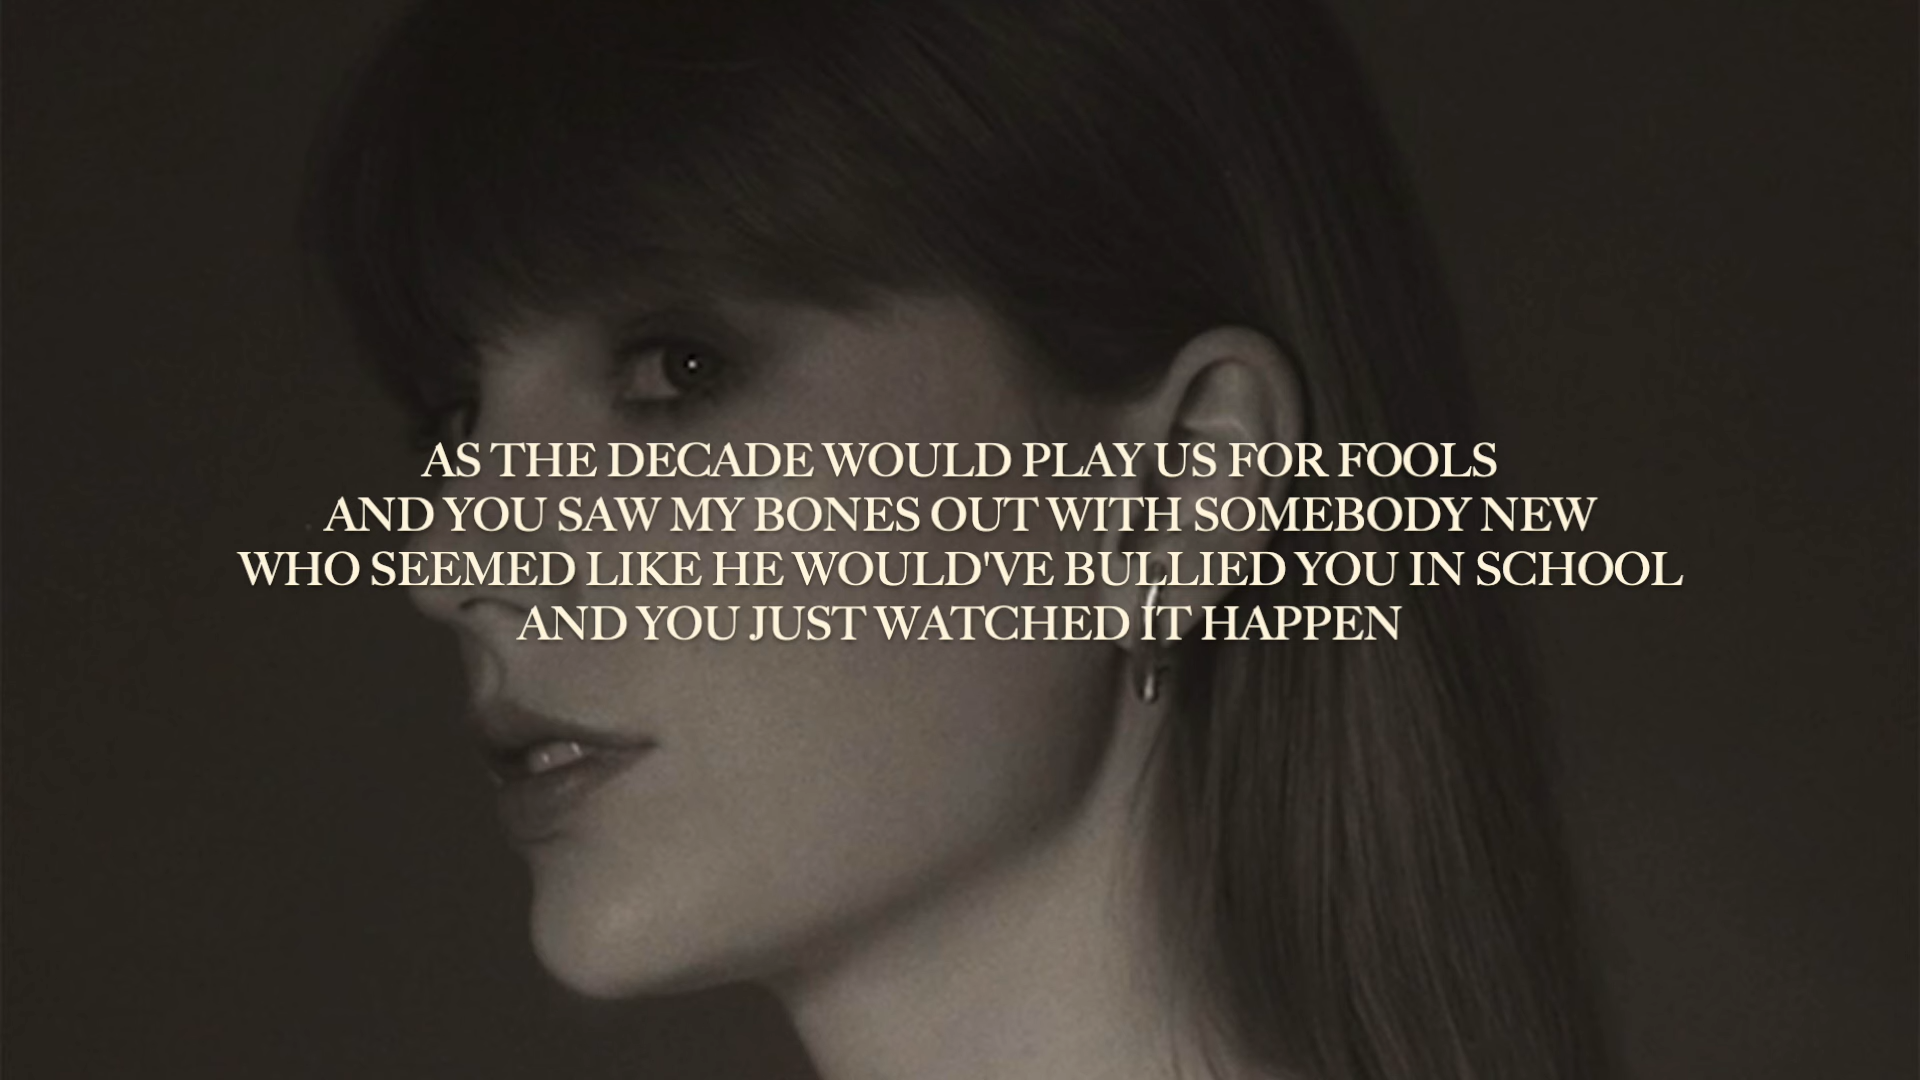 AS THE DECADE WOULD PLAY US FOR FOOLS
AND YOU SAW MY BONES OUT WITH SOMEBODY NEW
WHO SEEMED LIKE HE WOULD'VE BULLIED YOU IN SCHOOL
AND YOU JUST WATCHED IT HAPPEN